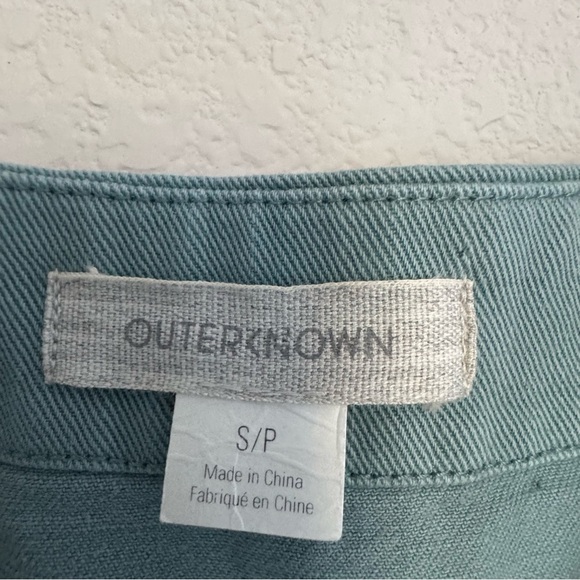 OUTERKNOWN
S/P
Made in China
Fabriqué en Chine